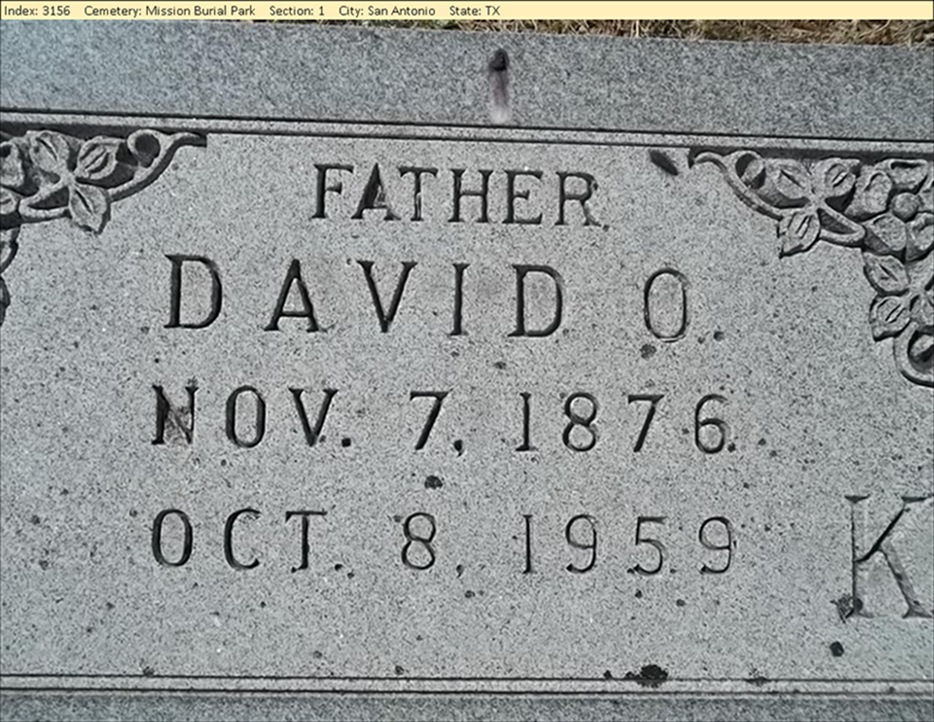 Index: 3156 Cemetery: Mission Burial Park Section: 1 City: San Antonio State: TX
FATHER
DAVID O.
NOV. 7, 1876
OCT. 8, 1959
K